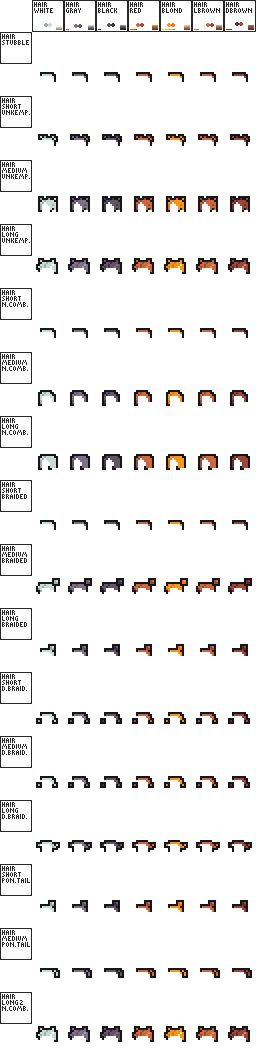 HAIR WHITE
HAIR GRAY
HAIR BLACK
HAIR RED
HAIR BLOND
HAIR LBROWN
HAIR DBROWN
HAIR
STUBBLE
HAIR
SHORT
UNKEMP.
HAIR
MEDIUM
UNKEMP.
HAIR
LONG
UNKEMP.
HAIR
SHORT
N.COMB.
HAIR
MEDIUM
N.COMB.
HAIR
LONG
N.COMB.
HAIR
SHORT
BRAIDED
HAIR
MEDIUM
BRAIDED
HAIR
LONG
BRAIDED
HAIR
SHORT
D.BRAID.
HAIR
MEDIUM
D.BRAID.
HAIR
LONG
D.BRAID.
HAIR
SHORT
PON.TAIL
HAIR
MEDIUM
PON.TAIL
HAIR
LONG2
N.COMB.